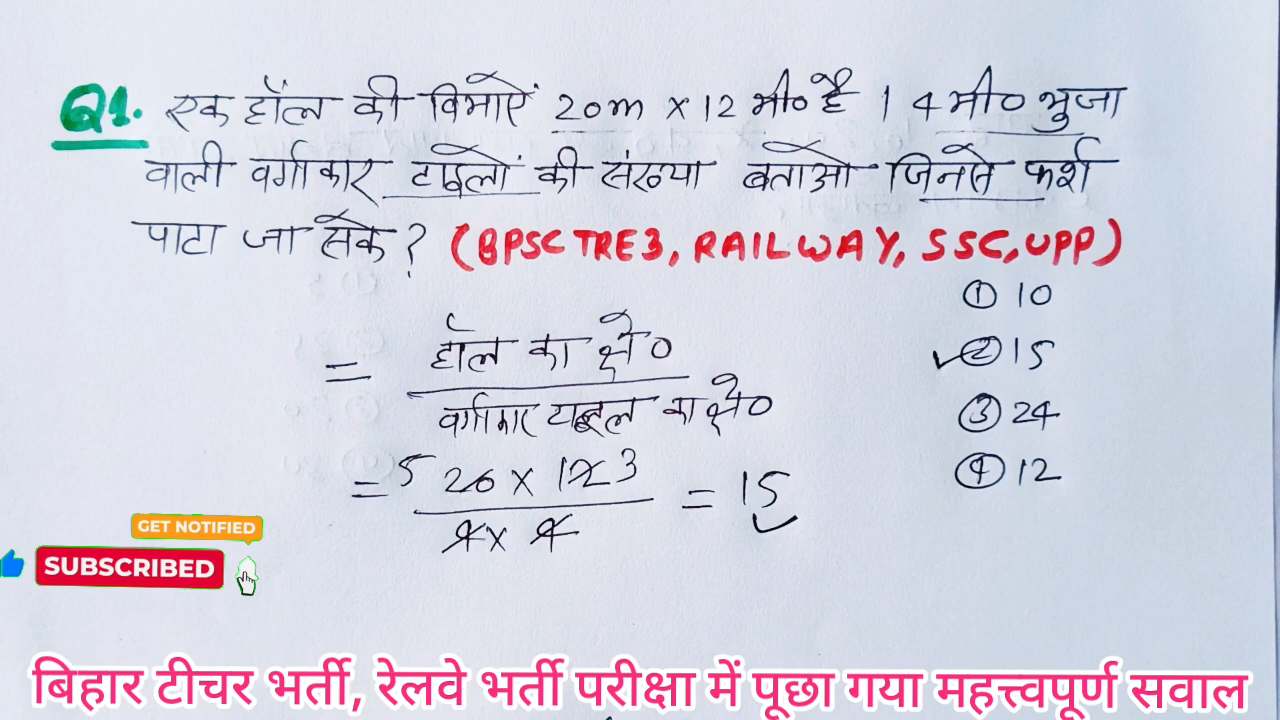 Q1. एक हॉल की विमाऐं 20m x 12 मी० है । 4 मी० भुजा
वाली वर्गाकार टाईलों की संख्या बताओ जिनसे फर्श
पाटा जा सके ? (BPSC TRE3, RAILWAY, SSC, UPP)
① 10
② 15
③ 24
④ 12
= हॉल का क्षे०
वर्गाकार टाइल का क्षे०
= 5 20 x 12 3 = 15
4 x 4
GET NOTIFIED
SUBSCRIBED
बिहार टीचर भर्ती, रेलवे भर्ती परीक्षा में पूछा गया महत्त्वपूर्ण सवाल